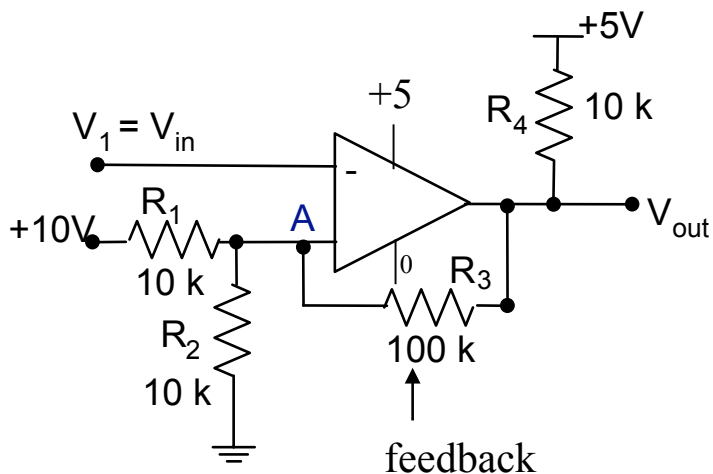 +5V
+5
R4
10 k
V1 = Vin
-
R1
A
+10V
Vout
10 k
0
R3
R2
100 k
10 k
feedback